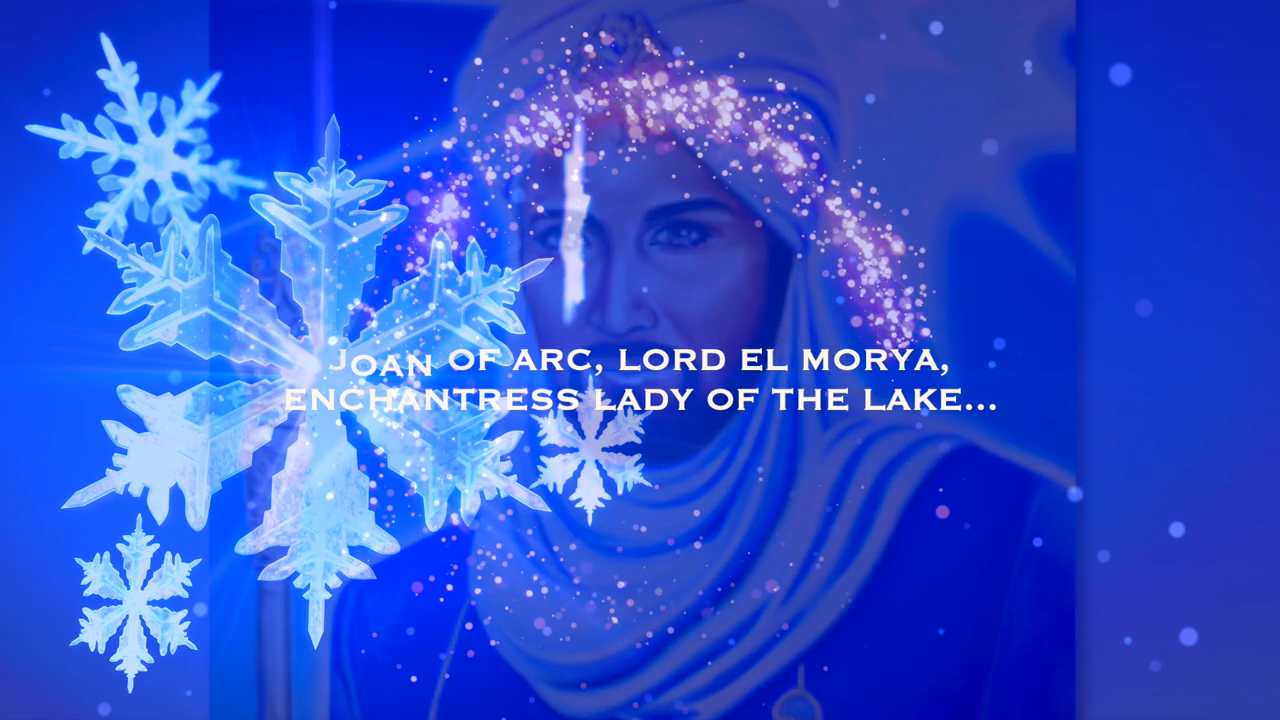 JOAN OF ARC, LORD EL MORYA,
ENCHANTRESS LADY OF THE LAKE...